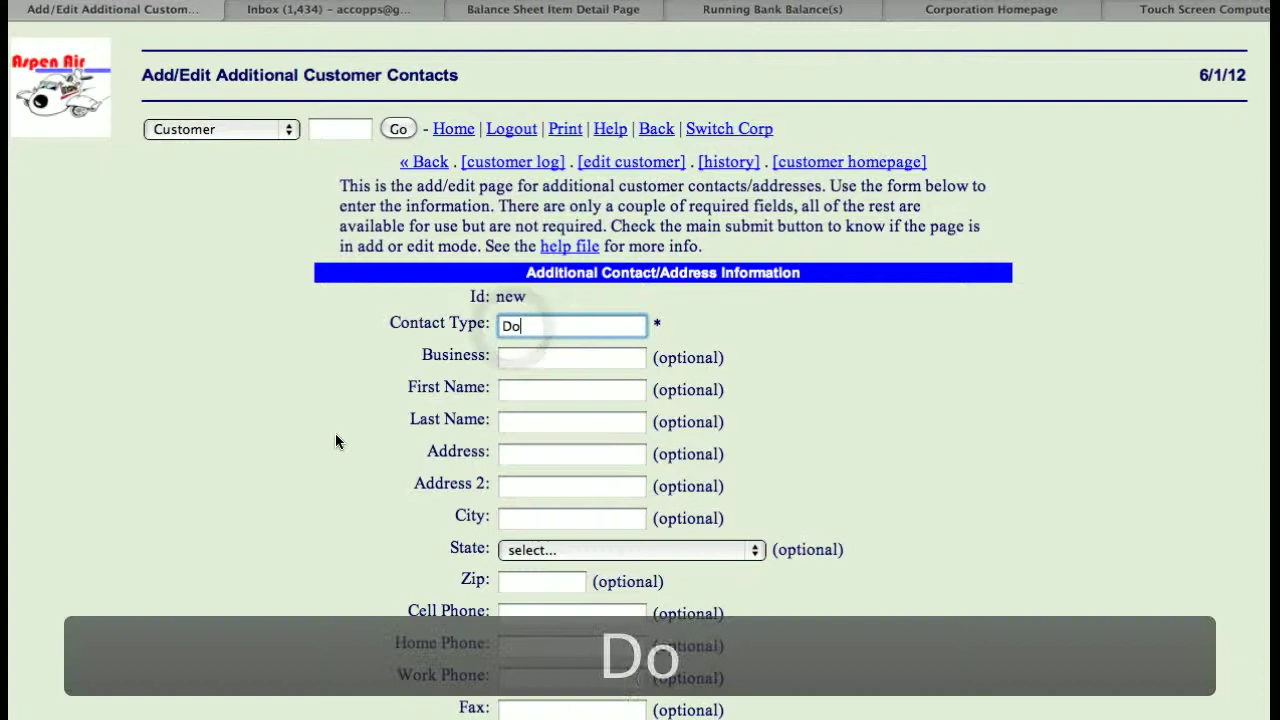 Add/Edit Additional Custom...
Inbox (1,434) – accopps@g...
Balance Sheet Item Detail Page
Running Bank Balance(s)
Corporation Homepage
Touch Screen Compute
Aspen Air
Add/Edit Additional Customer Contacts
6/1/12
Customer Go - Home | Logout | Print | Help | Back | Switch Corp
« Back . [customer log] . [edit customer] . [history] . [customer homepage]
This is the add/edit page for additional customer contacts/addresses. Use the form below to
enter the information. There are only a couple of required fields, all of the rest are
available for use but are not required. Check the main submit button to know if the page is
in add or edit mode. See the help file for more info.
Additional Contact/Address Information
Id: new
Contact Type: Do *
Business: (optional)
First Name: (optional)
Last Name: (optional)
Address: (optional)
Address 2: (optional)
City: (optional)
State: select... (optional)
Zip: (optional)
Cell Phone: (optional)
Home Phone: (optional)
Work Phone: (optional)
Do
Fax: (optional)